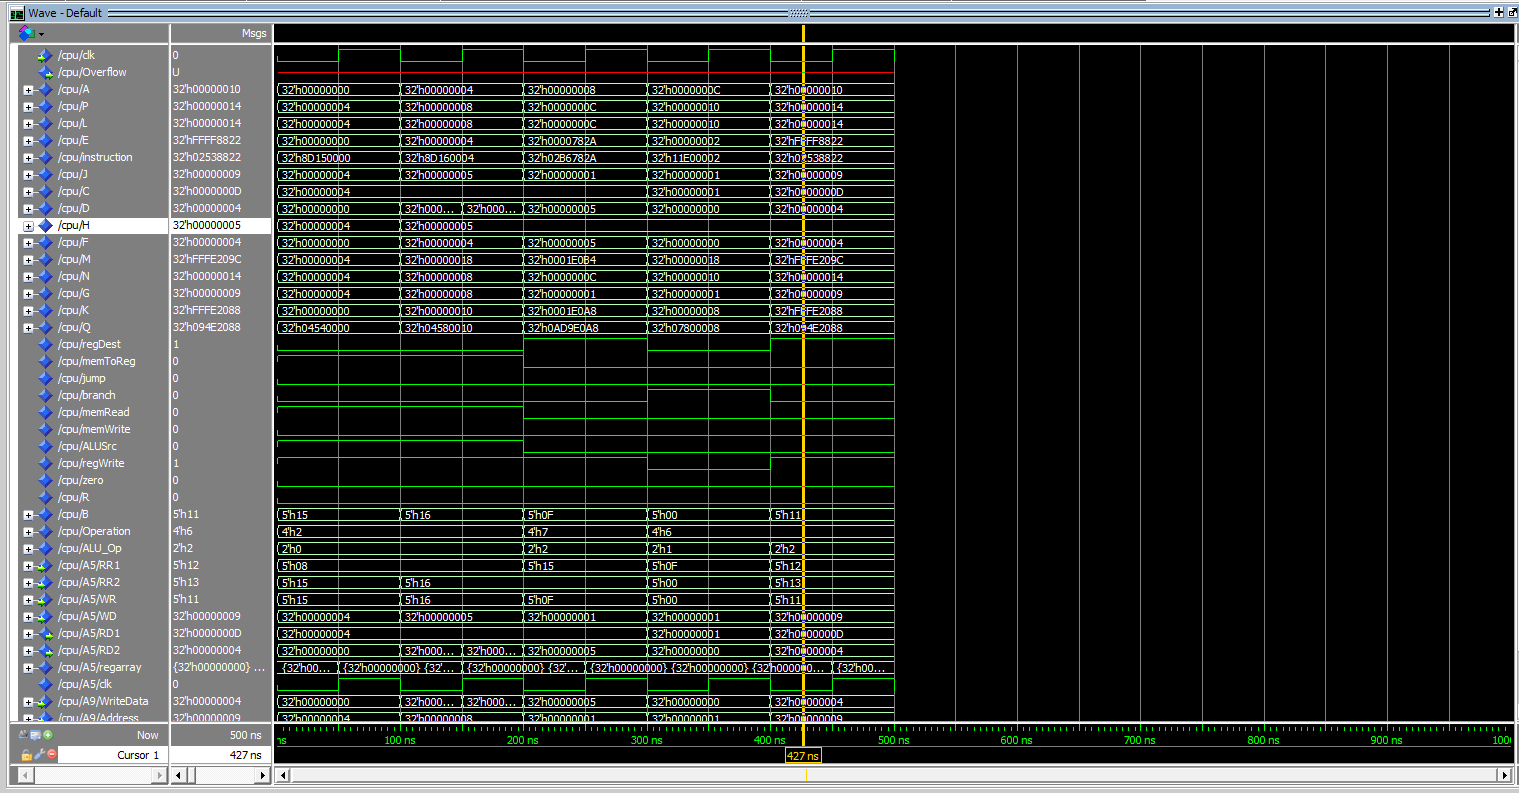 Wave - Default
Msgs
/cpu/clk 0
/cpu/Overflow U
/cpu/A 32'h00000010 32'h00000000 32'h00000004 32'h00000008 32'h0000000C 32'h00000010
/cpu/P 32'h00000014 32'h00000004 32'h00000008 32'h0000000C 32'h00000010 32'h00000014
/cpu/L 32'h00000014 32'h00000004 32'h00000008 32'h0000000C 32'h00000010 32'h00000014
/cpu/E 32'hFFFF8822 32'h00000000 32'h00000004 32'h0000782A 32'h00000002 32'hFFFF8822
/cpu/instruction 32'h02538822 32'h8D150000 32'h8D160004 32'h02B6782A 32'h11E00002 32'h02538822
/cpu/J 32'h00000009 32'h00000004 32'h00000005 32'h00000001 32'h00000001 32'h00000009
/cpu/C 32'h0000000D 32'h00000004 32'h00000001 32'h0000000D
/cpu/D 32'h00000004 32'h00000000 32'h000... 32'h000... 32'h00000005 32'h00000000 32'h00000004
/cpu/H 32'h00000005 32'h00000004 32'h00000005
/cpu/F 32'h00000004 32'h00000000 32'h00000004 32'h00000005 32'h00000000 32'h00000004
/cpu/M 32'hFFFE209C 32'h00000004 32'h00000018 32'h0001E0B4 32'h00000018 32'hFFFE209C
/cpu/N 32'h00000014 32'h00000004 32'h00000008 32'h0000000C 32'h00000010 32'h00000014
/cpu/G 32'h00000009 32'h00000004 32'h00000008 32'h00000001 32'h00000001 32'h00000009
/cpu/K 32'hFFFE2088 32'h00000000 32'h00000010 32'h0001E0A8 32'h00000008 32'hFFFE2088
/cpu/Q 32'h094E2088 32'h04540000 32'h04580010 32'h0AD9E0A8 32'h07800008 32'h094E2088
/cpu/regDest 1
/cpu/memToReg 0
/cpu/jump 0
/cpu/branch 0
/cpu/memRead 0
/cpu/memWrite 0
/cpu/ALUSrc 0
/cpu/regWrite 1
/cpu/zero 0
/cpu/R 0
/cpu/B 5'h11 5'h15 5'h16 5'h0F 5'h00 5'h11
/cpu/Operation 4'h6 4'h2 4'h7 4'h6
/cpu/ALU_Op 2'h2 2'h0 2'h2 2'h1 2'h2
/cpu/A5/RR1 5'h12 5'h08 5'h15 5'h0F 5'h12
/cpu/A5/RR2 5'h13 5'h15 5'h16 5'h00 5'h13
/cpu/A5/WR 5'h11 5'h15 5'h16 5'h0F 5'h00 5'h11
/cpu/A5/WD 32'h00000009 32'h00000004 32'h00000005 32'h00000001 32'h00000001 32'h00000009
/cpu/A5/RD1 32'h0000000D 32'h00000004 32'h00000001 32'h0000000D
/cpu/A5/RD2 32'h00000004 32'h00000000 32'h000... 32'h000... 32'h00000005 32'h00000000 32'h00000004
/cpu/A5/regarray {32'h00000000} ... {32'h00... {32'h00000000} {32'... {32'h00000000} {32'... {32'h00000000} {32'h00000000} {32'h00000... {32'h00...
/cpu/A5/clk 0
/cpu/A9/WriteData 32'h00000004 32'h00000000 32'h000... 32'h000... 32'h00000005 32'h00000000 32'h00000004
/cpu/A9/Address 32'h00000009 32'h00000004 32'h00000008 32'h00000001 32'h00000001 32'h00000009
Now 500 ns ns 100 ns 200 ns 300 ns 400 ns 500 ns 600 ns 700 ns 800 ns 900 ns 1000
Cursor 1 427 ns 427 ns